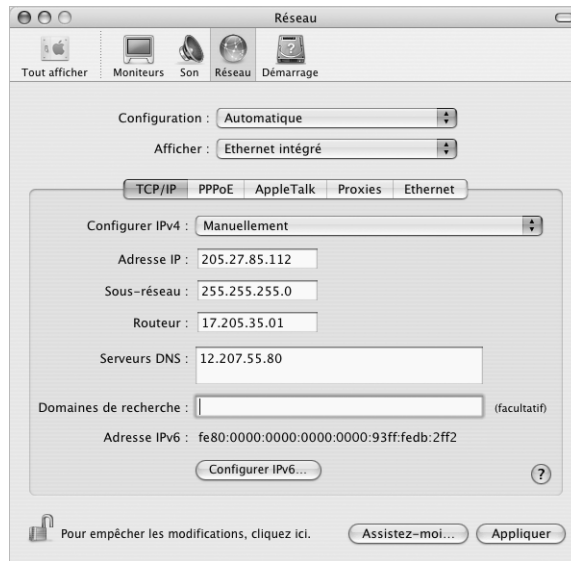 Réseau
Tout afficher Moniteurs Son Réseau Démarrage
Configuration : Automatique
Afficher : Ethernet intégré
TCP/IP PPPoE AppleTalk Proxies Ethernet
Configurer IPv4 : Manuellement
Adresse IP : 205.27.85.112
Sous-réseau : 255.255.255.0
Routeur : 17.205.35.01
Serveurs DNS : 12.207.55.80
Domaines de recherche : (facultatif)
Adresse IPv6 : fe80:0000:0000:0000:0000:93ff:fedb:2ff2
Configurer IPv6...
?
Pour empêcher les modifications, cliquez ici. Assistez-moi... Appliquer